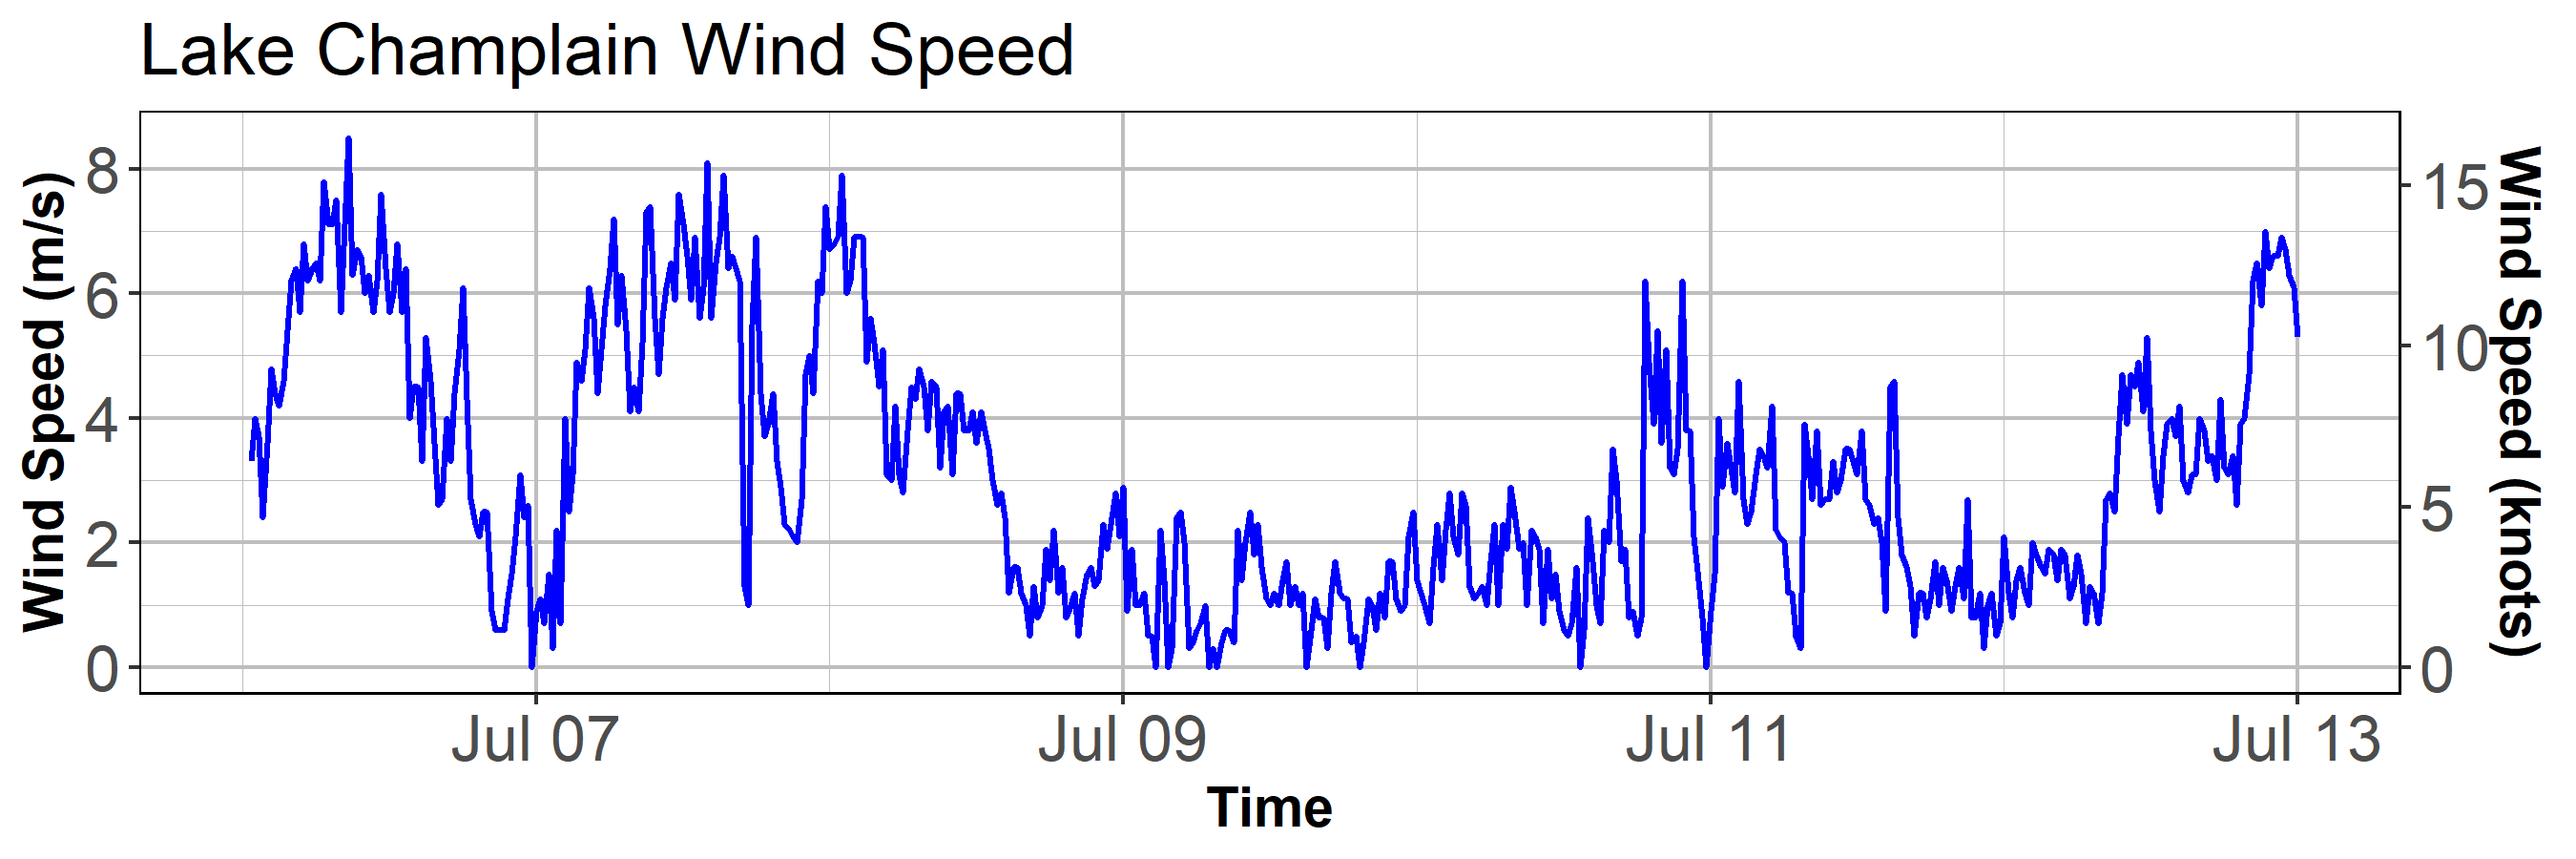 Lake Champlain Wind Speed
Wind Speed (m/s)
8
6
4
2
0
15
10
5
0
Wind Speed (knots)
Jul 07
Jul 09
Jul 11
Jul 13
Time